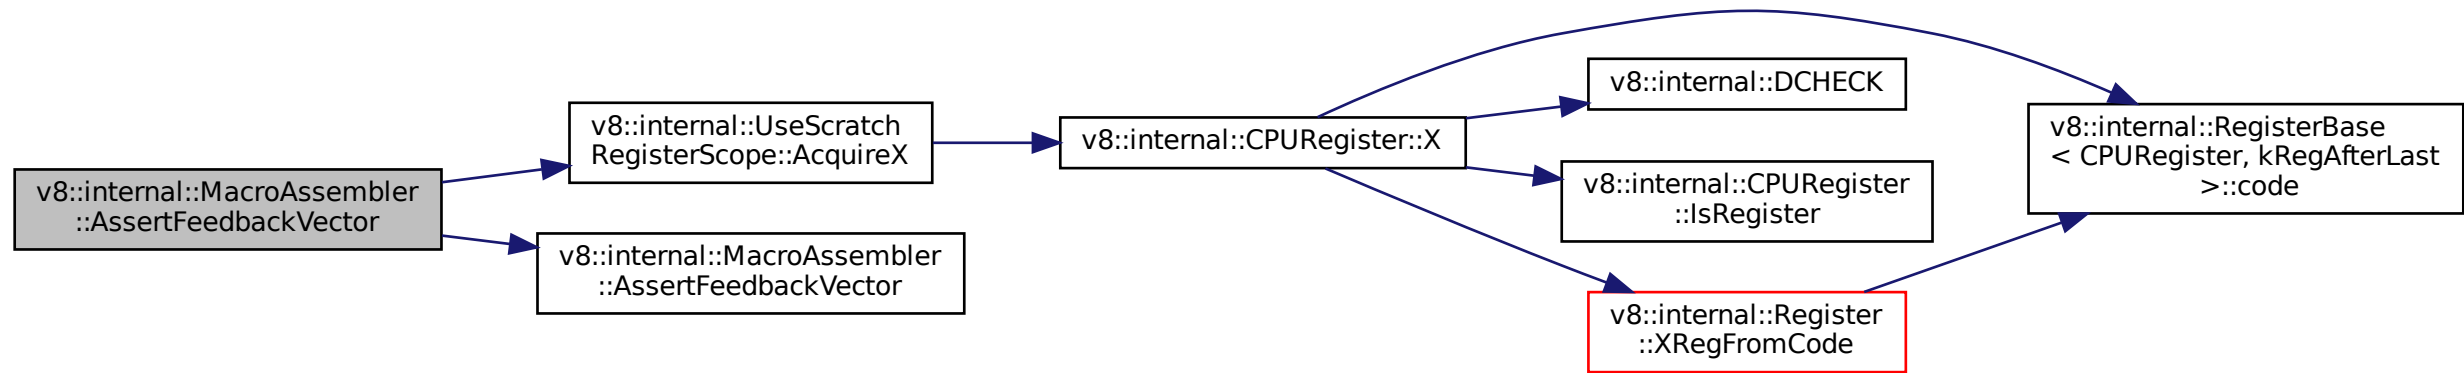 v8::internal::MacroAssembler
::AssertFeedbackVector
v8::internal::UseScratch
RegisterScope::AcquireX
v8::internal::MacroAssembler
::AssertFeedbackVector
v8::internal::CPURegister::X
v8::internal::DCHECK
v8::internal::CPURegister
::IsRegister
v8::internal::Register
::XRegFromCode
v8::internal::RegisterBase
< CPURegister, kRegAfterLast
>::code